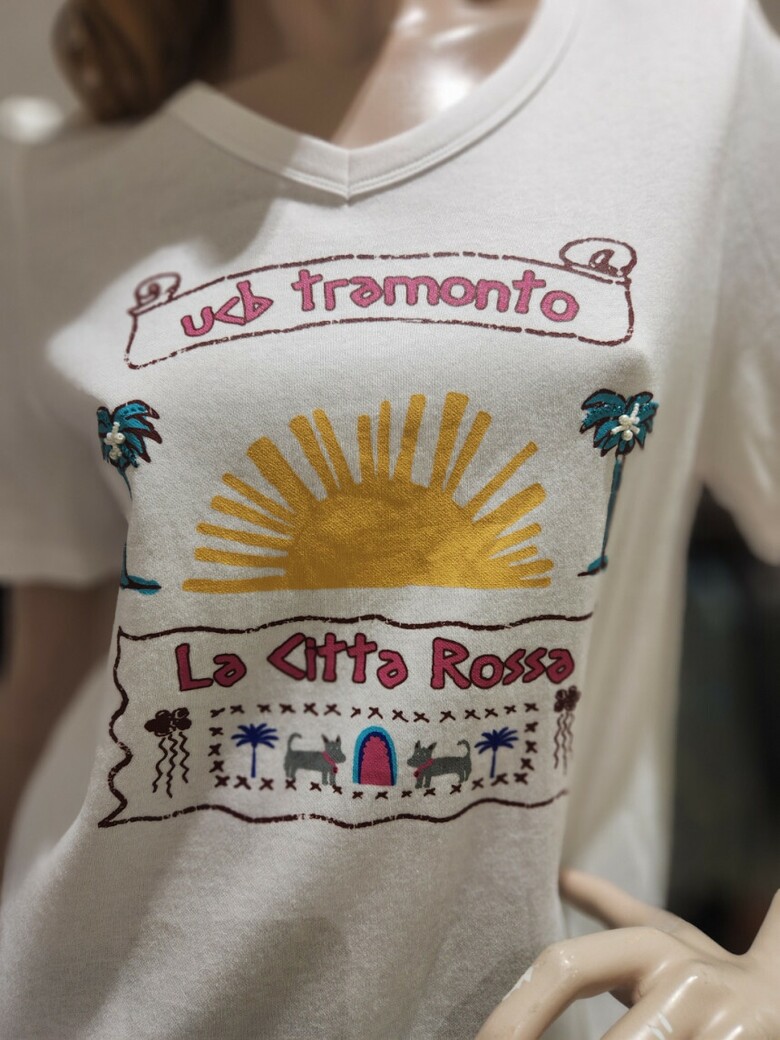 ucb tramonto
La Citta Rossa